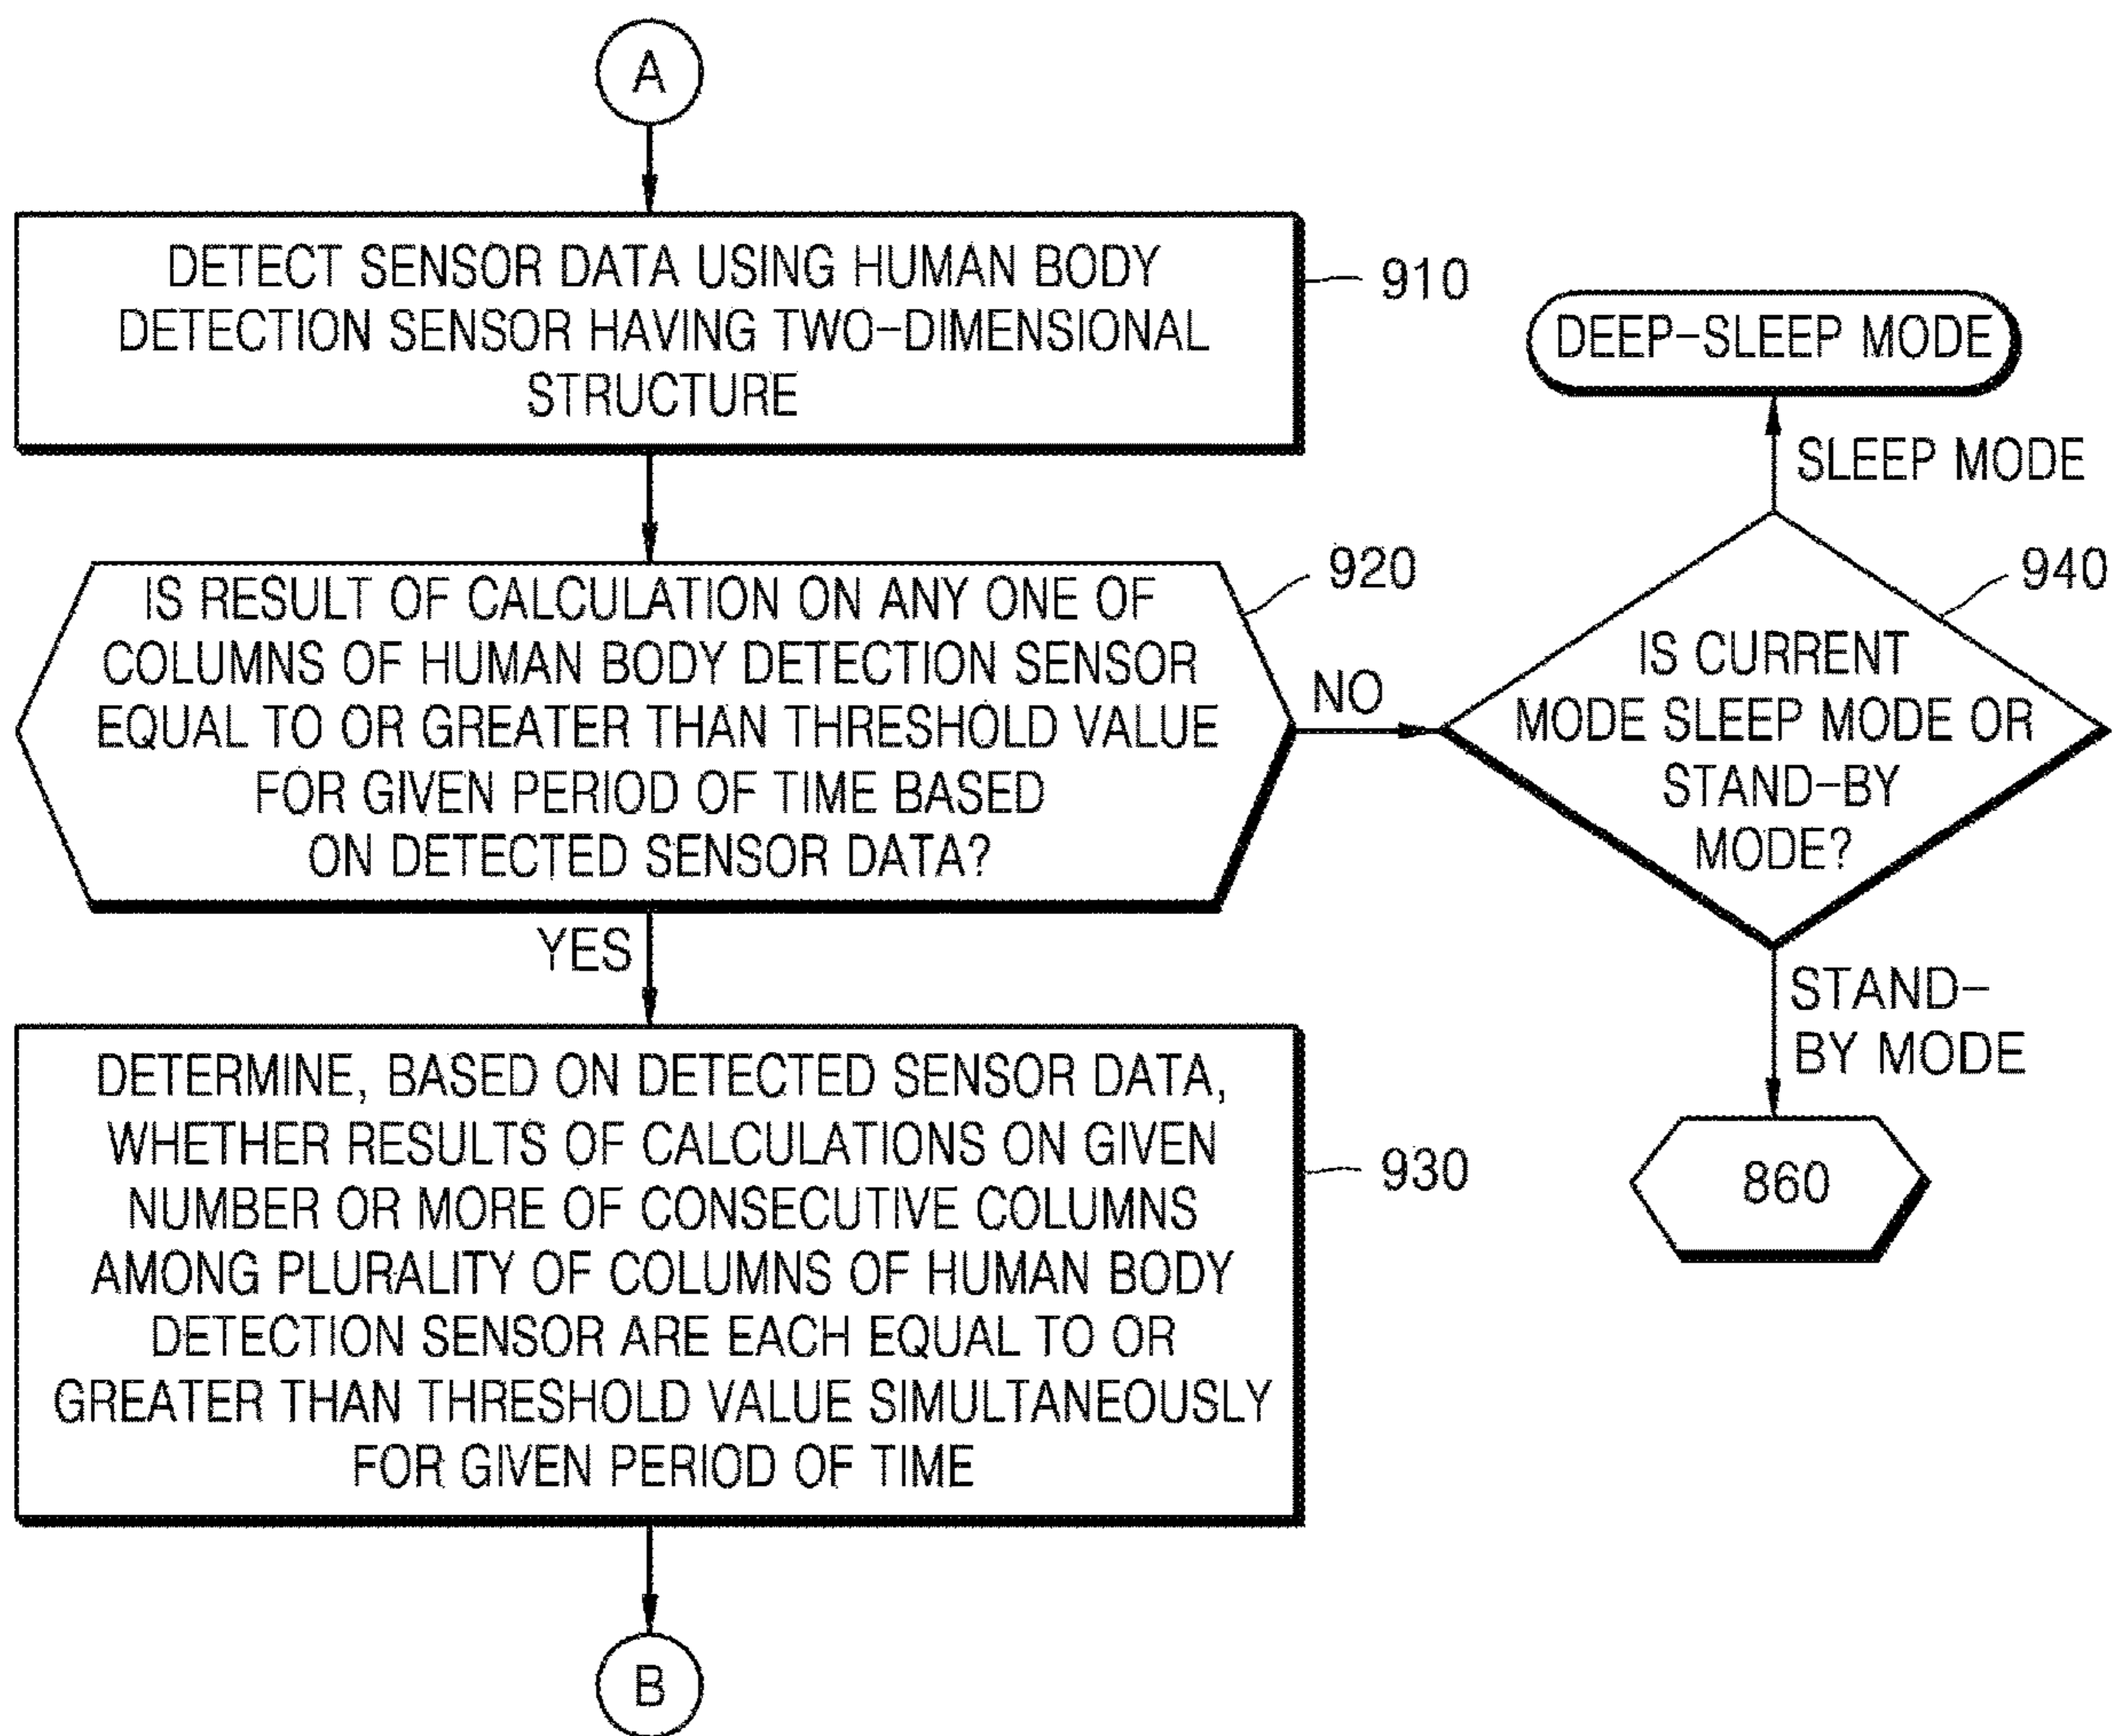 A
DETECT SENSOR DATA USING HUMAN BODY
DETECTION SENSOR HAVING TWO-DIMENSIONAL
STRUCTURE
910
IS RESULT OF CALCULATION ON ANY ONE OF
COLUMNS OF HUMAN BODY DETECTION SENSOR
EQUAL TO OR GREATER THAN THRESHOLD VALUE
FOR GIVEN PERIOD OF TIME BASED
ON DETECTED SENSOR DATA?
920
NO
YES
DETERMINE, BASED ON DETECTED SENSOR DATA,
WHETHER RESULTS OF CALCULATIONS ON GIVEN
NUMBER OR MORE OF CONSECUTIVE COLUMNS
AMONG PLURALITY OF COLUMNS OF HUMAN BODY
DETECTION SENSOR ARE EACH EQUAL TO OR
GREATER THAN THRESHOLD VALUE SIMULTANEOUSLY
FOR GIVEN PERIOD OF TIME
930
B
DEEP-SLEEP MODE
SLEEP MODE
940
IS CURRENT
MODE SLEEP MODE OR
STAND-BY
MODE?
STAND-
BY MODE
860